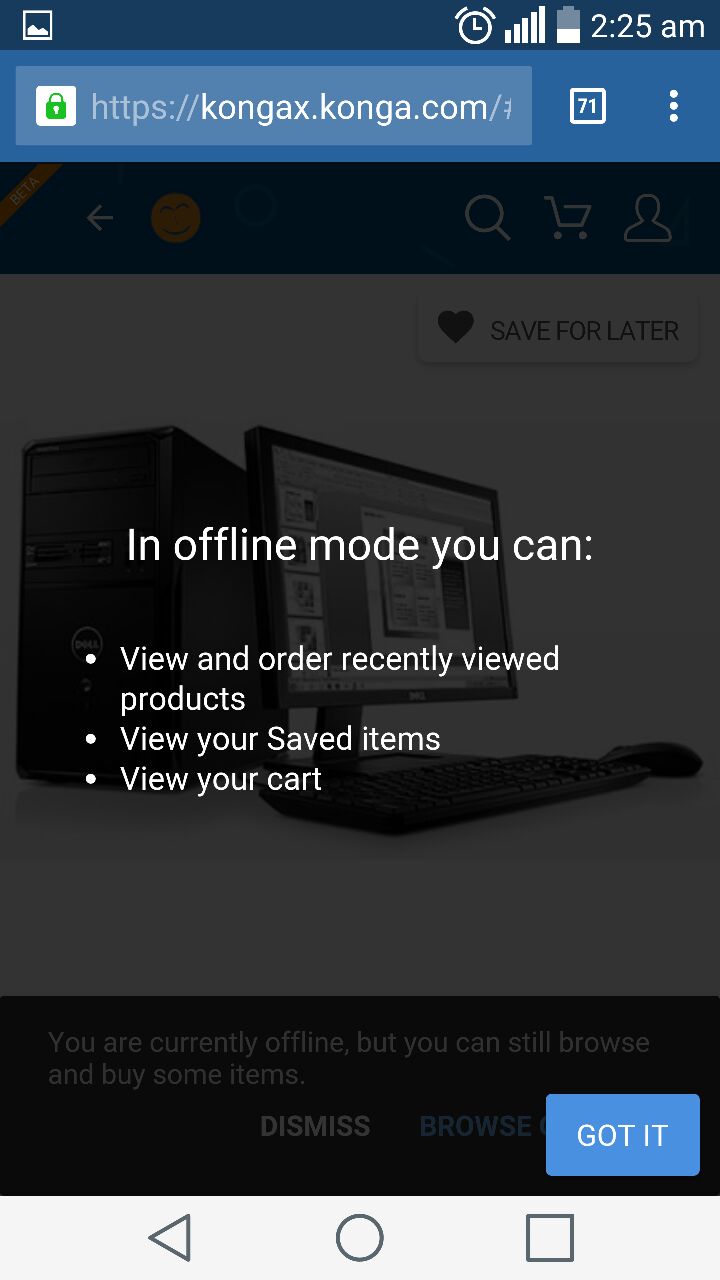 2:25 am
https://kongax.konga.com/#
71
BETA
SAVE FOR LATER
In offline mode you can:
• View and order recently viewed
products
• View your Saved items
• View your cart
DELL
DELL
You are currently offline, but you can still browse
and buy some items.
DISMISS BROWSE
GOT IT